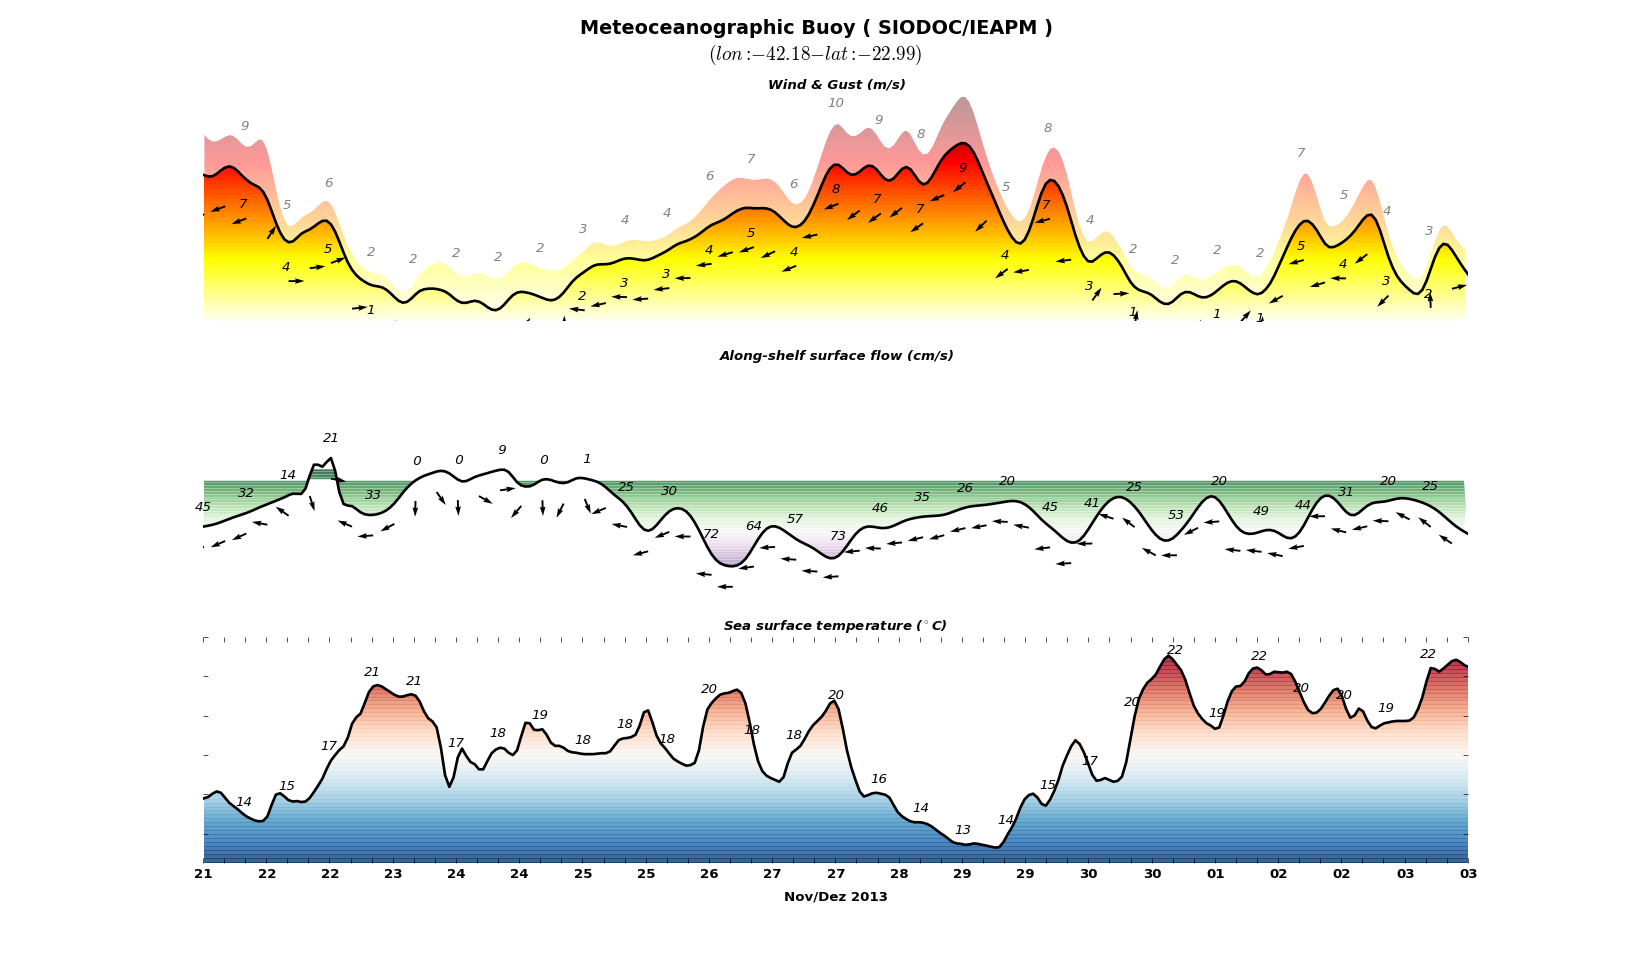 Meteoceanographic Buoy ( SIODOC/IEAPM )
(lon:−42.18−lat:−22.99)
Wind & Gust (m/s)
9 5 6 2 2 2 2 2 3 4 4 6 7 6 10 9 8 5 8 4 2 2 2 2 7 5 4 3
7 4 5 1 2 3 3 4 5 4 8 7 7 9 4 7 3 1 1 1 5 4 3 2
Along-shelf surface flow (cm/s)
45 32 14 21 33 0 0 9 0 1 25 30 72 64 57 73 46 35 26 20 45 41 25 53 20 49 44 31 20 25
Sea surface temperature (°C)
14 15 17 21 21 17 18 19 18 18 18 20 18 18 20 16 14 13 14 15 17 20 22 19 22 20 20 19 22
21 22 22 23 24 24 25 25 26 27 27 28 29 29 30 30 01 02 02 03 03
Nov/Dez 2013